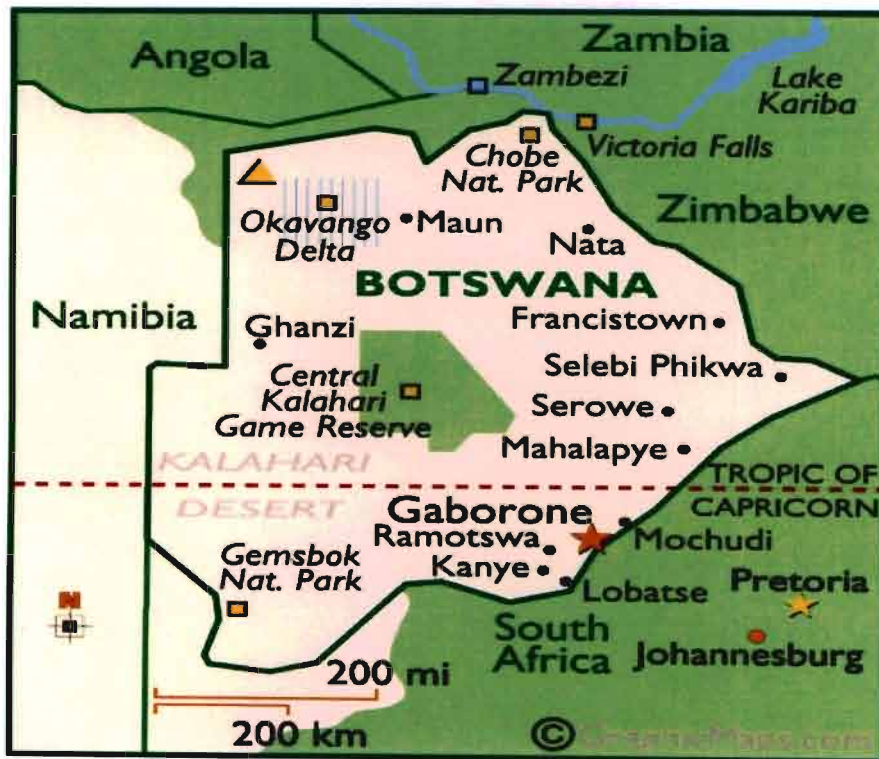 Angola
Zambia
Zambezi
Lake
Kariba
Chobe
Nat. Park
Victoria Falls
Okavango
Delta
Maun
Nata
Zimbabwe
BOTSWANA
Namibia
Ghanzi
Francistown
Selebi Phikwa
Central
Kalahari
Game Reserve
Serowe
Mahalapye
KALAHARI
DESERT
TROPIC OF
CAPRICORN
Gaborone
Ramotswa
Mochudi
Kanye
Gemsbok
Nat. Park
Lobatse
Pretoria
South
Africa
Johannesburg
N
200 mi
200 km
© GraphicMaps.com